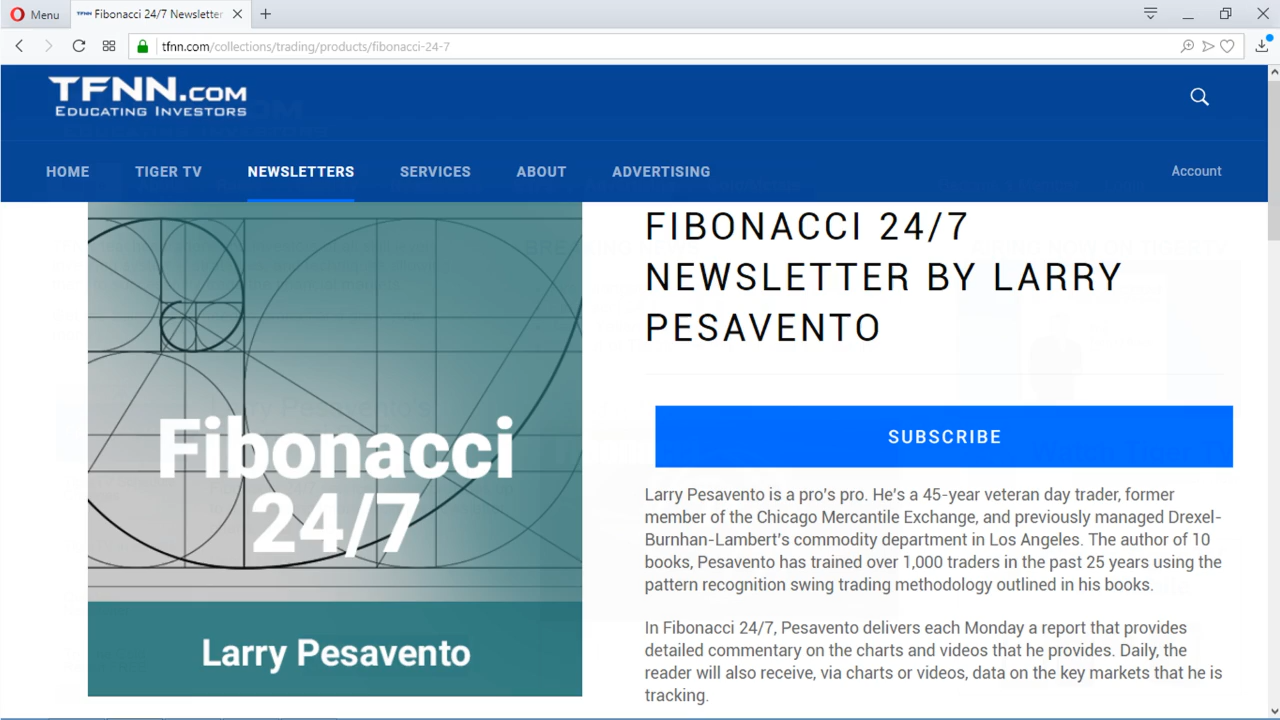 Menu
Fibonacci 24/7 Newsletter
tfnn.com/collections/trading/products/fibonacci-24-7
TFNN.COM
EDUCATING INVESTORS
HOME TIGER TV NEWSLETTERS SERVICES ABOUT ADVERTISING Account
Fibonacci
24/7
Larry Pesavento
FIBONACCI 24/7
NEWSLETTER BY LARRY
PESAVENTO
SUBSCRIBE
Larry Pesavento is a pro's pro. He's a 45-year veteran day trader, former
member of the Chicago Mercantile Exchange, and previously managed Drexel-
Burnhan-Lambert's commodity department in Los Angeles. The author of 10
books, Pesavento has trained over 1,000 traders in the past 25 years using the
pattern recognition swing trading methodology outlined in his books.
In Fibonacci 24/7, Pesavento delivers each Monday a report that provides
detailed commentary on the charts and videos that he provides. Daily, the
reader will also receive, via charts or videos, data on the key markets that he is
tracking.